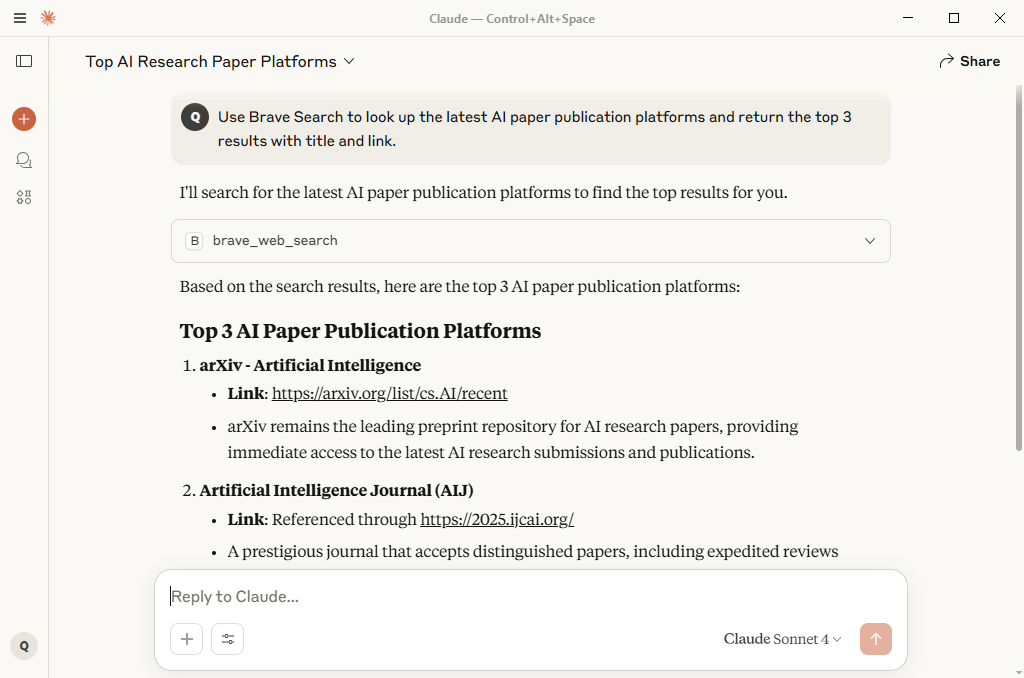 Claude — Control+Alt+Space
Top AI Research Paper Platforms
Share
Q
Use Brave Search to look up the latest AI paper publication platforms and return the top 3
results with title and link.
I'll search for the latest AI paper publication platforms to find the top results for you.
B brave_web_search
Based on the search results, here are the top 3 AI paper publication platforms:
Top 3 AI Paper Publication Platforms
1. arXiv - Artificial Intelligence
• Link: https://arxiv.org/list/cs.AI/recent
• arXiv remains the leading preprint repository for AI research papers, providing
immediate access to the latest AI research submissions and publications.
2. Artificial Intelligence Journal (AIJ)
• Link: Referenced through https://2025.ijcai.org/
• A prestigious journal that accepts distinguished papers, including expedited reviews
Reply to Claude...
Claude Sonnet 4
Q